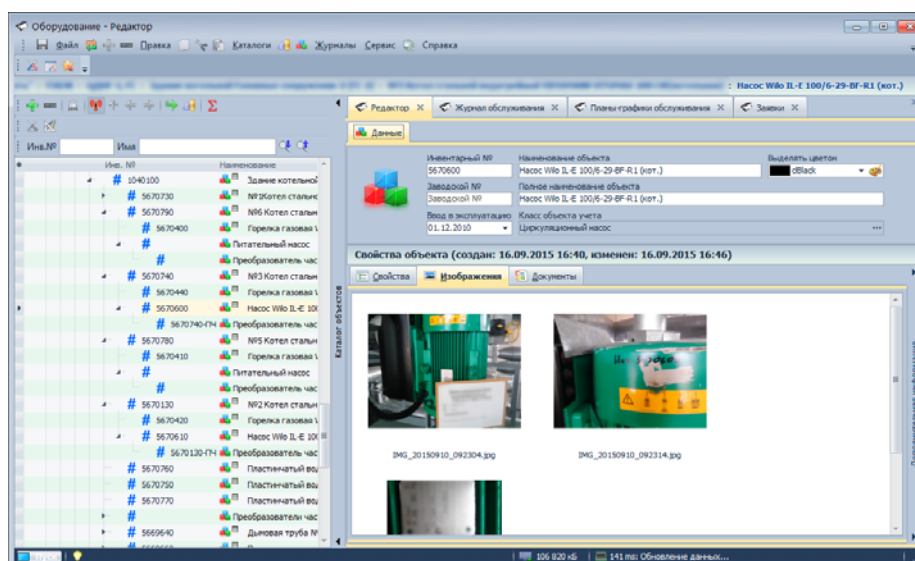 Оборудование - Редактор
Файл Правка Каталоги Журналы Сервис Справка
: Насос Wilo IL-E 100/6-29-BF-R1 (кот.)
Инв.№ Имя
Инв. № Наименование
# 1040100 Здание котельной
# 5670730 №1Котел стально
# 5670790 №6 Котел стальн
# 5670400 Горелка газовая
# Питательный насос
# Преобразователь час
# 5670740 №3 Котел стальн
# 5670440 Горелка газовая
# 5670600 Насос Wilo IL-E 100
# 5670740-ПЧ Преобразователь час
# 5670780 №5 Котел стальн
# 5670410 Горелка газовая
# Питательный насос
# Преобразователь час
# 5670130 №2 Котел стальн
# 5670420 Горелка газовая
# 5670610 Насос Wilo IL-E 100
# 5670130-ПЧ Преобразователь час
# 5670760 Пластинчатый вод
# 5670750 Пластинчатый вод
# 5670770 Пластинчатый вод
# Преобразователи час
# 5669640 Дымовая труба №
Каталог объектов
Редактор X Журнал обслуживания X Планы-графики обслуживания X Заявки X
Данные
Инвентарный № Наименование объекта Выделять цветом
5670600 Насос Wilo IL-E 100/6-29-BF-R1 (кот.) clBlack
Заводской № Полное наименование объекта
Заводской № Насос Wilo IL-E 100/6-29-BF-R1 (кот.)
Ввод в эксплуатацию Класс объекта учета
01.12.2010 Циркуляционный насос ...
Свойства объекта (создан: 16.09.2015 16:40, изменен: 16.09.2015 16:46)
Свойства Изображения Документы
IMG_20150910_092304.jpg IMG_20150910_092314.jpg
106 820 кБ 141 ms: Обновление данных...